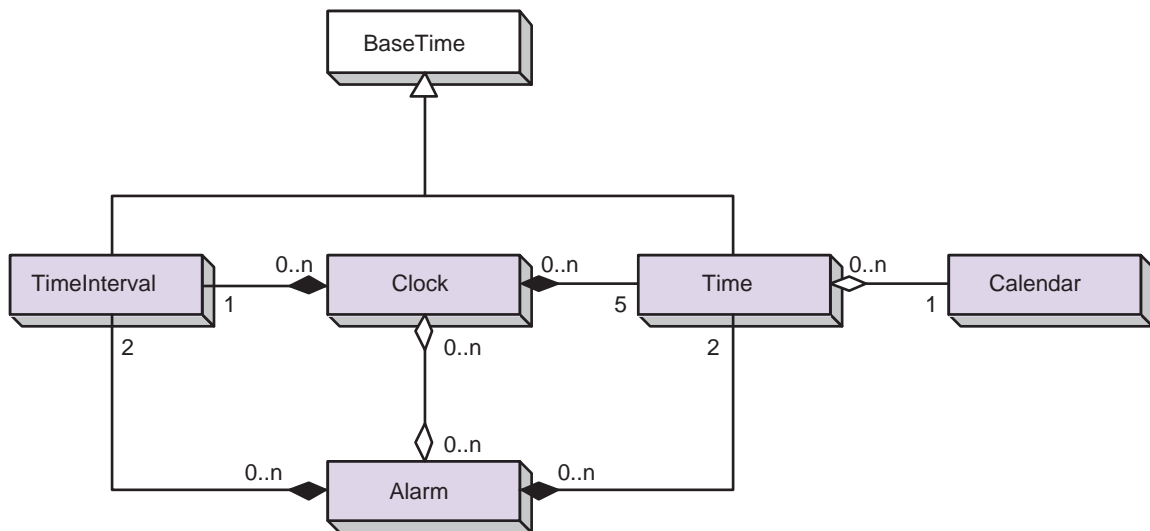 BaseTime
0..n
0..n
0..n
TimeInterval
Clock
Time
Calendar
1
5
1
2
0..n
2
0..n
0..n
0..n
Alarm